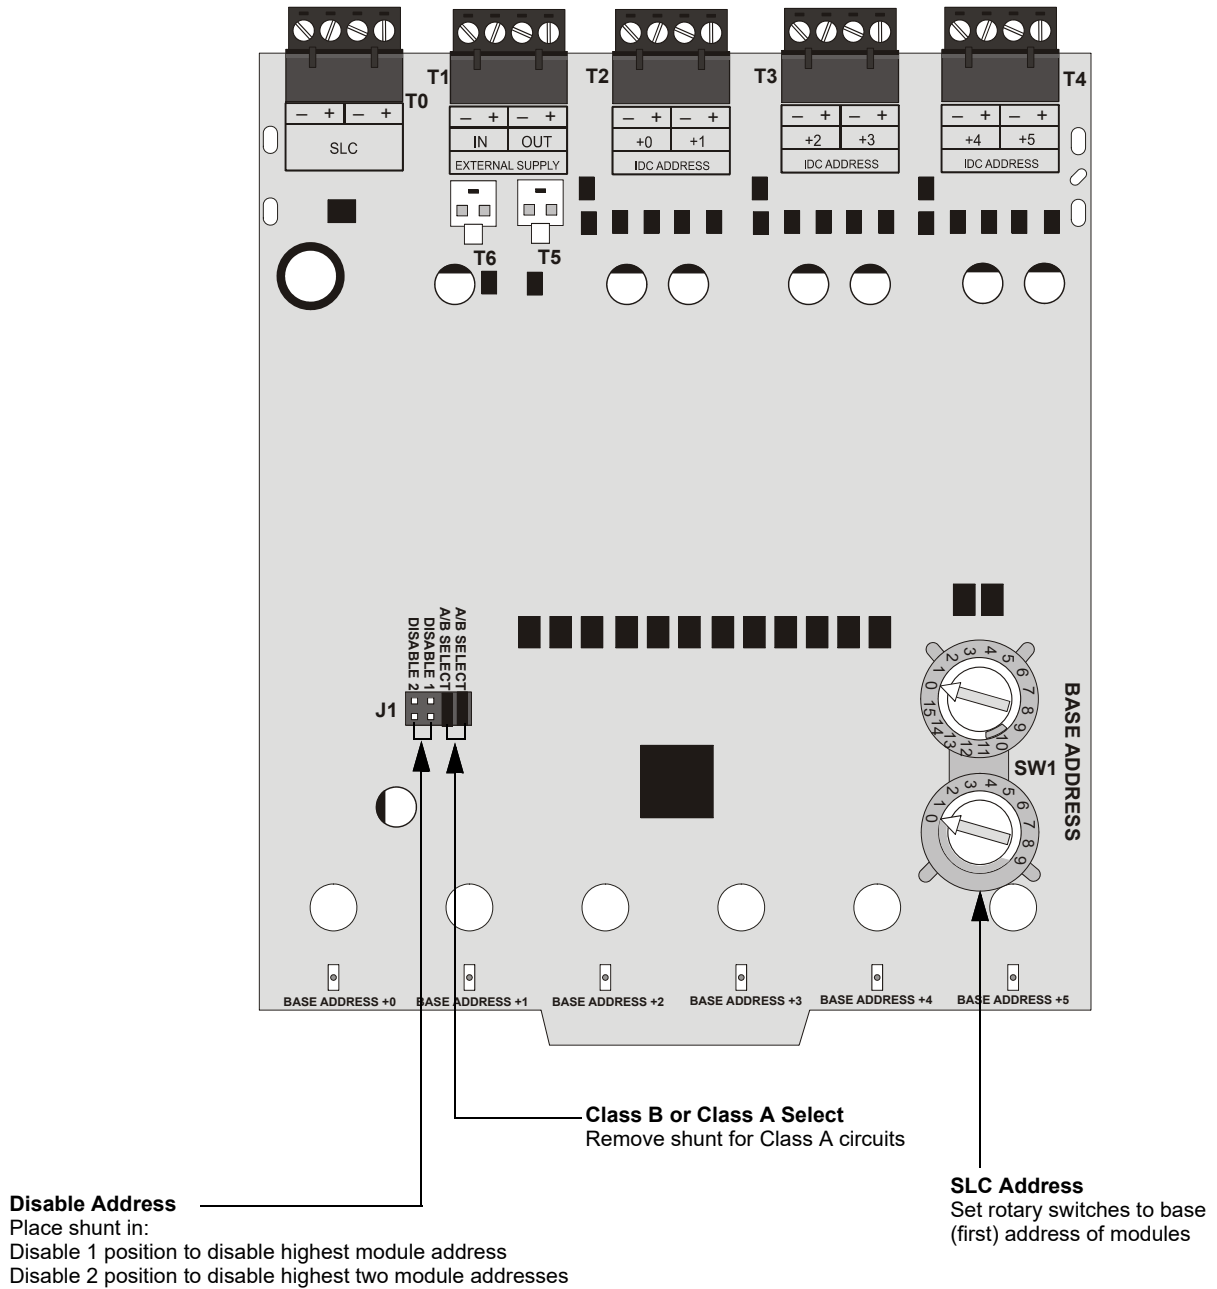 T0
T1
T2
T3
T4
– + – +
SLC
– + – +
IN OUT
EXTERNAL SUPPLY
– + – +
+0 +1
IDC ADDRESS
– + – +
+2 +3
IDC ADDRESS
– + – +
+4 +5
IDC ADDRESS
T6
T5
DISABLE 2
DISABLE 1
A/B SELECT
A/B SELECT
J1
0 1 2 3 4 5 6 7 8 9 10 11 12 13 14 15
SW1
BASE ADDRESS
0 1 2 3 4 5 6 7 8 9
BASE ADDRESS +0
BASE ADDRESS +1
BASE ADDRESS +2
BASE ADDRESS +3
BASE ADDRESS +4
BASE ADDRESS +5
Class B or Class A Select
Remove shunt for Class A circuits
SLC Address
Set rotary switches to base
(first) address of modules
Disable Address
Place shunt in:
Disable 1 position to disable highest module address
Disable 2 position to disable highest two module addresses